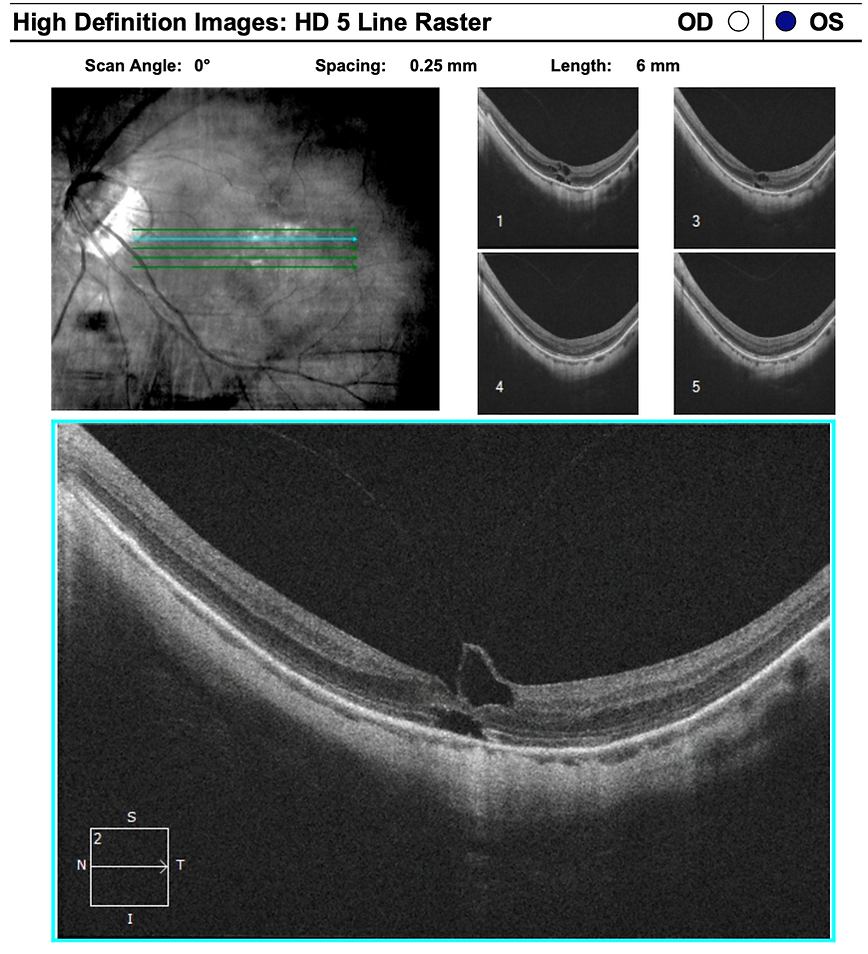 High Definition Images: HD 5 Line Raster OD OS
Scan Angle: 0° Spacing: 0.25 mm Length: 6 mm
1 3
4 5
S
2
N T
I